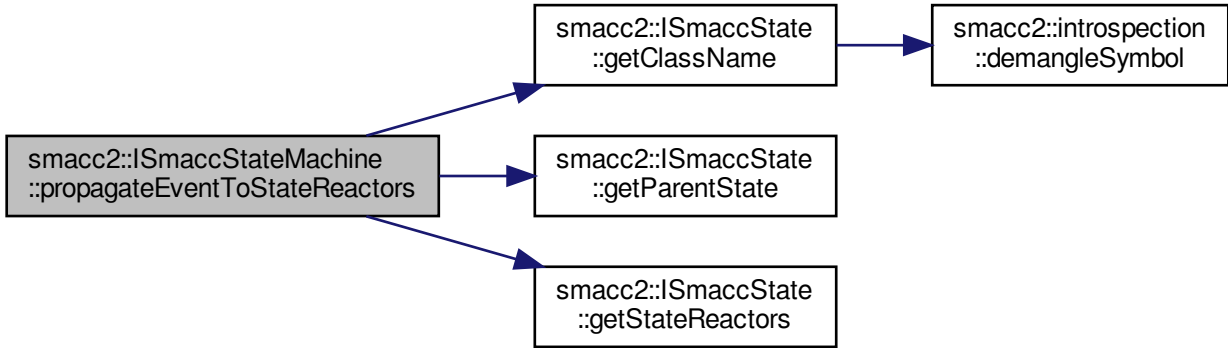 smacc2::ISmaccState
::getClassName
smacc2::introspection
::demangleSymbol
smacc2::ISmaccStateMachine
::propagateEventToStateReactors
smacc2::ISmaccState
::getParentState
smacc2::ISmaccState
::getStateReactors